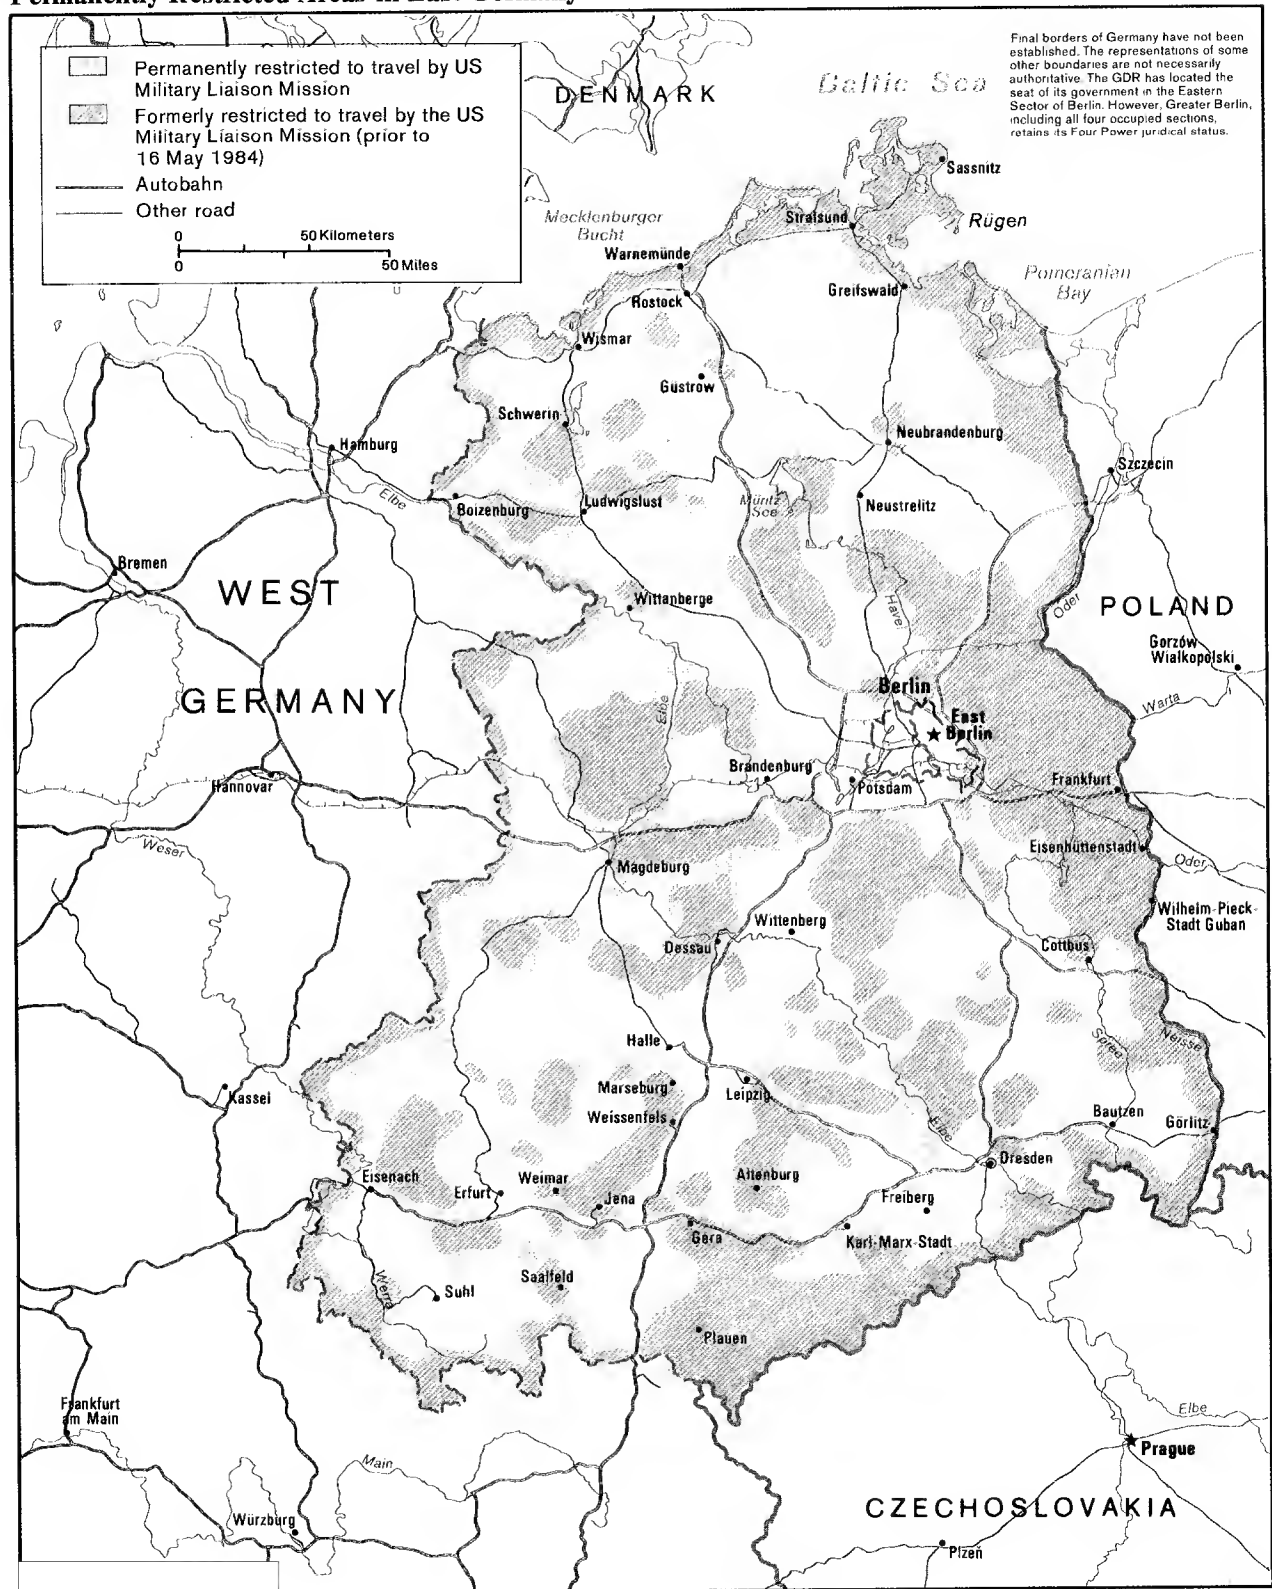 Permanently Restricted Areas in East Germany
Permanently restricted to travel by US
Military Liaison Mission
Formerly restricted to travel by the US
Military Liaison Mission (prior to
16 May 1984)
Autobahn
Other road
0 50 Kilometers
0 50 Miles
Final borders of Germany have not been
established. The representations of some
other boundaries are not necessarily
authoritative. The GDR has located the
seat of its government in the Eastern
Sector of Berlin. However, Greater Berlin,
including all four occupied sections,
retains its Four Power juridical status.
DENMARK
Baltic Sea
Sassnitz
Rügen
Stralsund
Mecklenburger
Bucht
Warnemünde
Rostock
Greifswald
Pomeranian
Bay
Wismar
Gustrow
Schwerin
Neubrandenburg
Hamburg
Elbe
Szczecin
Boizenburg
Ludwigslust
Müritz
See
Neustrelitz
Bremen
WEST
Wittanberge
Havel
Oder
POLAND
Gorzów
Wialkopolski
GERMANY
Elbe
Berlin
East
Berlin
Warta
Brandenburg
Potsdam
Frankfurt
Hannovar
Weser
Magdeburg
Eisenhüttenstadt
Oder
Wittenberg
Dessau
Wilhelm-Pieck-
Stadt Guban
Cottbus
Halle
Spree
Neisse
Kassel
Marseburg
Leipzig
Weissenfels
Elbe
Bautzen
Görlitz
Dresden
Eisenach
Erfurt
Weimar
Jena
Altenburg
Freiberg
Gera
Karl-Marx-Stadt
Werra
Suhl
Saalfeld
Plauen
Frankfurt
am Main
Main
Elbe
Prague
Würzburg
CZECHOSLOVAKIA
Plzeň